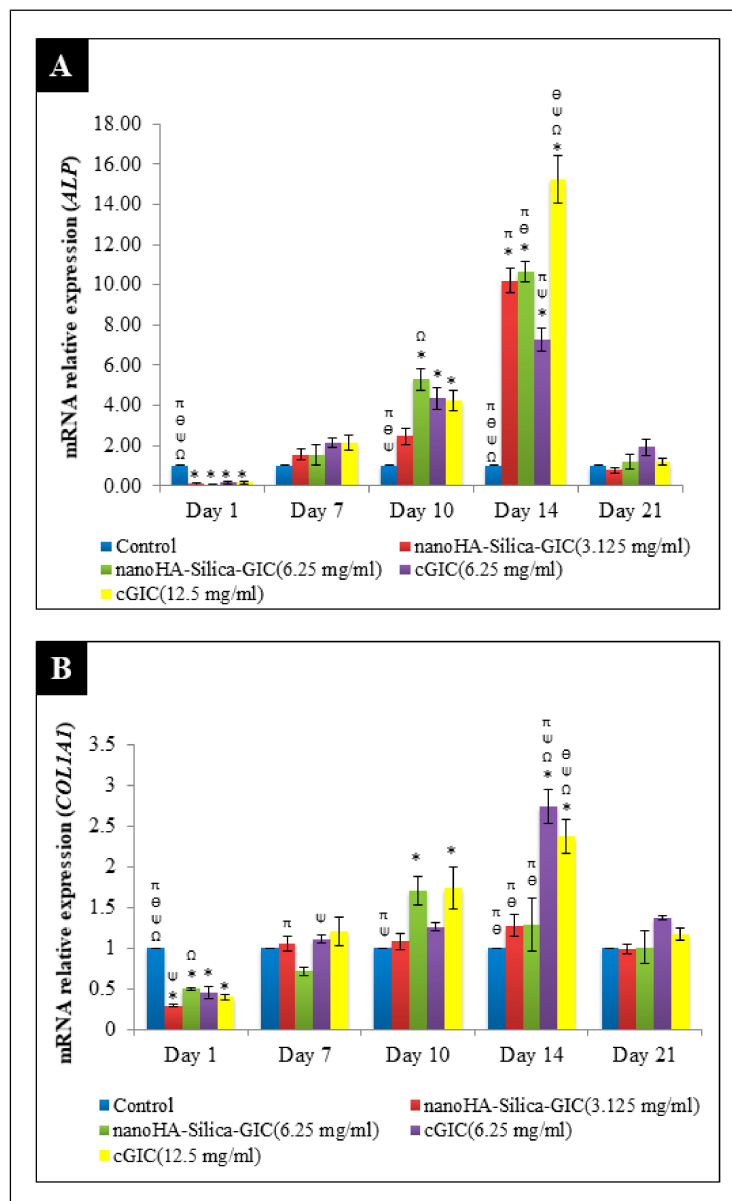 A
mRNA relative expression (ALP)
18.00
16.00
14.00
12.00
10.00
8.00
6.00
4.00
2.00
0.00
π
θ
Ψ
Ω
* * * *
π
θ
Ψ
Ω
*
*
*
π
θ
Ψ
Ω
π
*
π
θ
*
π
Ψ
*
θ
Ψ
Ω
*
Day 1 Day 7 Day 10 Day 14 Day 21
Control nanoHA-Silica-GIC(3.125 mg/ml)
nanoHA-Silica-GIC(6.25 mg/ml) cGIC(6.25 mg/ml)
cGIC(12.5 mg/ml)
B
mRNA relative expression (COL1A1)
3.5
3
2.5
2
1.5
1
0.5
0
π
θ
Ψ
Ω
Ψ
*
Ω
*
*
*
π
Ψ
π
Ψ
*
*
π
θ
π
θ
π
θ
π
Ψ
Ω
*
θ
Ψ
Ω
*
Day 1 Day 7 Day 10 Day 14 Day 21
Control nanoHA-Silica-GIC(3.125 mg/ml)
nanoHA-Silica-GIC(6.25 mg/ml) cGIC(6.25 mg/ml)
cGIC(12.5 mg/ml)